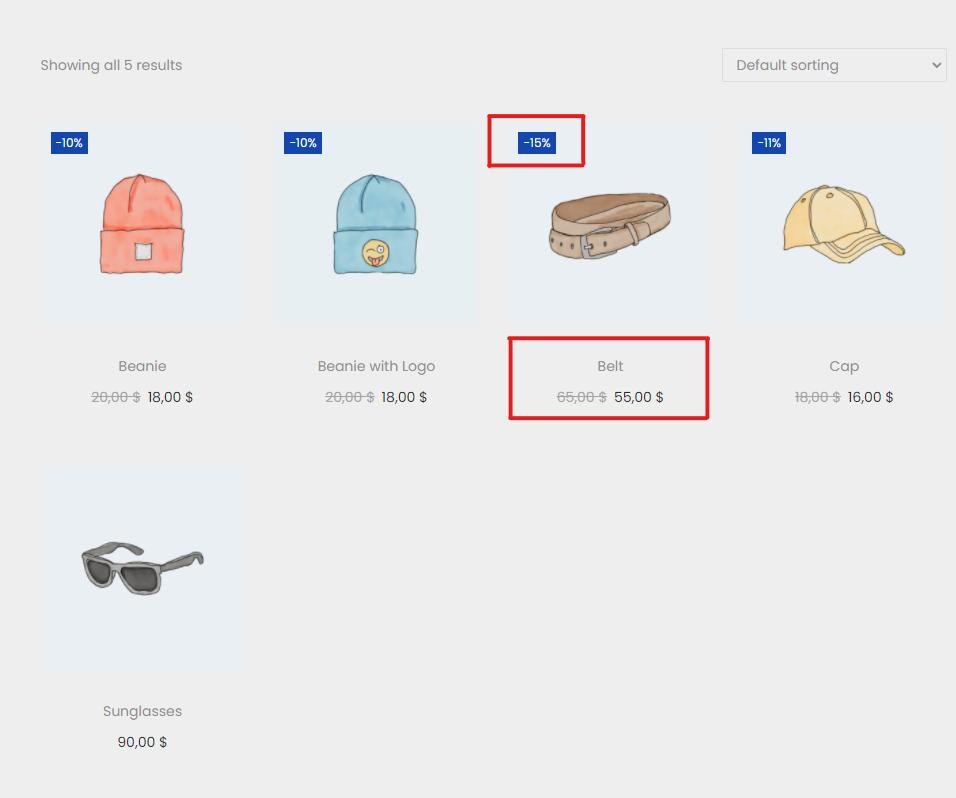 Showing all 5 results
Default sorting
-10%
-10%
-15%
-11%
Beanie
20,00 $ 18,00 $
Beanie with Logo
20,00 $ 18,00 $
Belt
65,00 $ 55,00 $
Cap
18,00 $ 16,00 $
Sunglasses
90,00 $